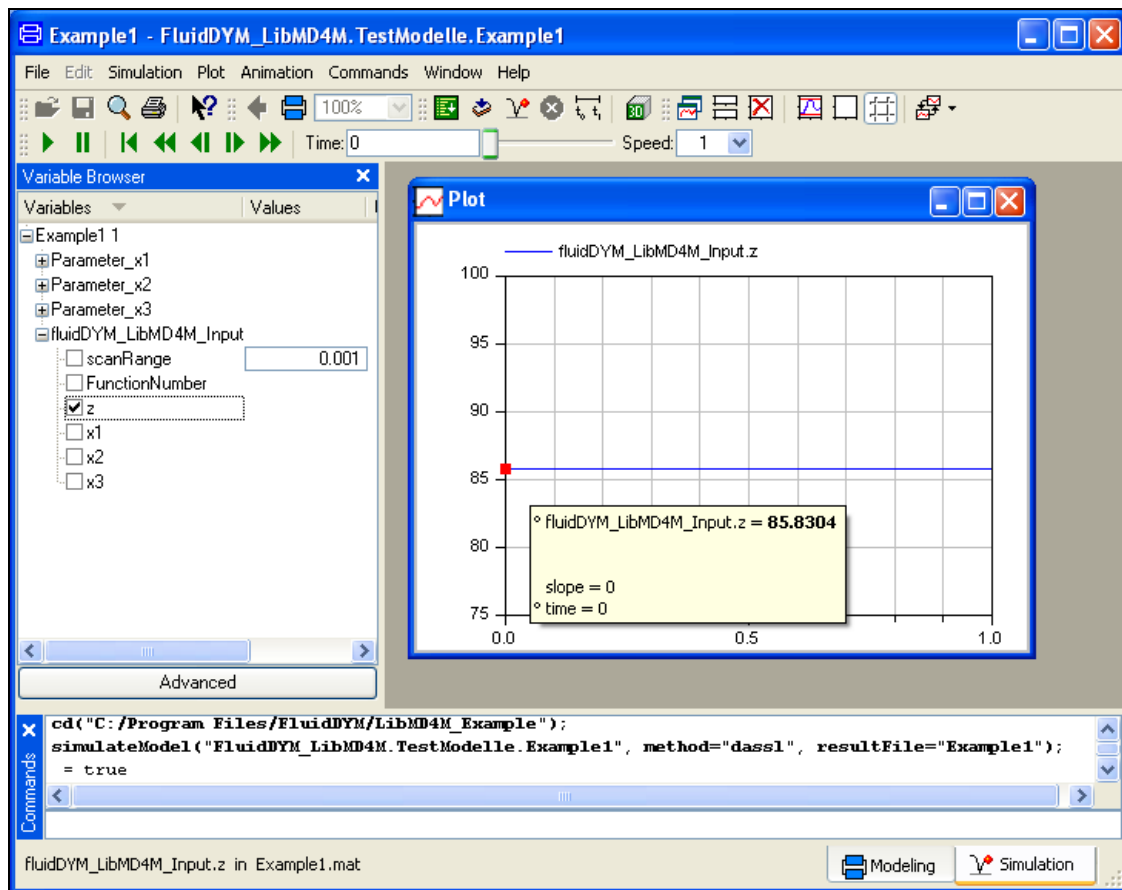 Example1 - FluidDYM_LibMD4M.TestModelle.Example1
File Edit Simulation Plot Animation Commands Window Help
100%
3D
Time: 0 Speed: 1
Variable Browser
Variables Values
Example1 1
Parameter_x1
Parameter_x2
Parameter_x3
fluidDYM_LibMD4M_Input
scanRange 0.001
FunctionNumber
z
x1
x2
x3
Advanced
Plot
fluidDYM_LibMD4M_Input.z
100
95
90
85
80
75
0.0 0.5 1.0
° fluidDYM_LibMD4M_Input.z = 85.8304
slope = 0
° time = 0
Commands
cd("C:/Program Files/FluidDYM/LibMD4M_Example");
simulateModel("FluidDYM_LibMD4M.TestModelle.Example1", method="dassl", resultFile="Example1");
= true
fluidDYM_LibMD4M_Input.z in Example1.mat
Modeling Simulation